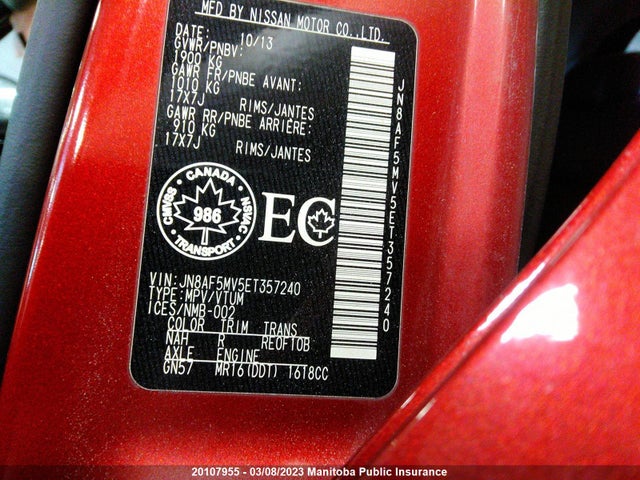 MFD BY NISSAN MOTOR CO.,LTD.
DATE: 10/13
GVWR/PNBV:
1900 KG
GAWR FR/PNBE AVANT:
1010 KG
17X7J RIMS/JANTES
GAWR RR/PNBE ARRIÈRE:
910 KG
17X7J RIMS/JANTES
CANADA
CMVSS
986
NSVAC
TRANSPORT
EC
JN8AF5MV5ET357240
VIN: JN8AF5MV5ET357240
TYPE: MPV/VTUM
ICES/NMB-002
COLOR TRIM TRANS
NAH R RE0F10B
AXLE ENGINE
GN57 MR16(DDT) 1618CC
20107955 - 03/08/2023 Manitoba Public Insurance